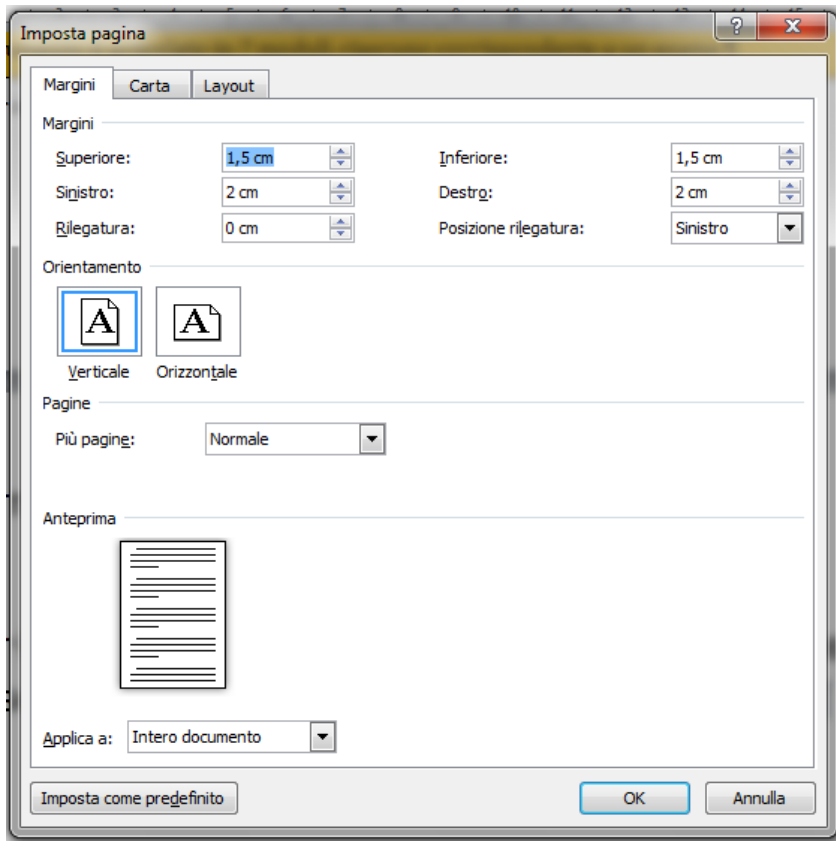 Imposta pagina
Margini Carta Layout
Margini
Superiore: 1,5 cm Inferiore: 1,5 cm
Sinistro: 2 cm Destro: 2 cm
Rilegatura: 0 cm Posizione rilegatura: Sinistro
Orientamento
A A
Verticale Orizzontale
Pagine
Più pagine: Normale
Anteprima
Applica a: Intero documento
Imposta come predefinito OK Annulla